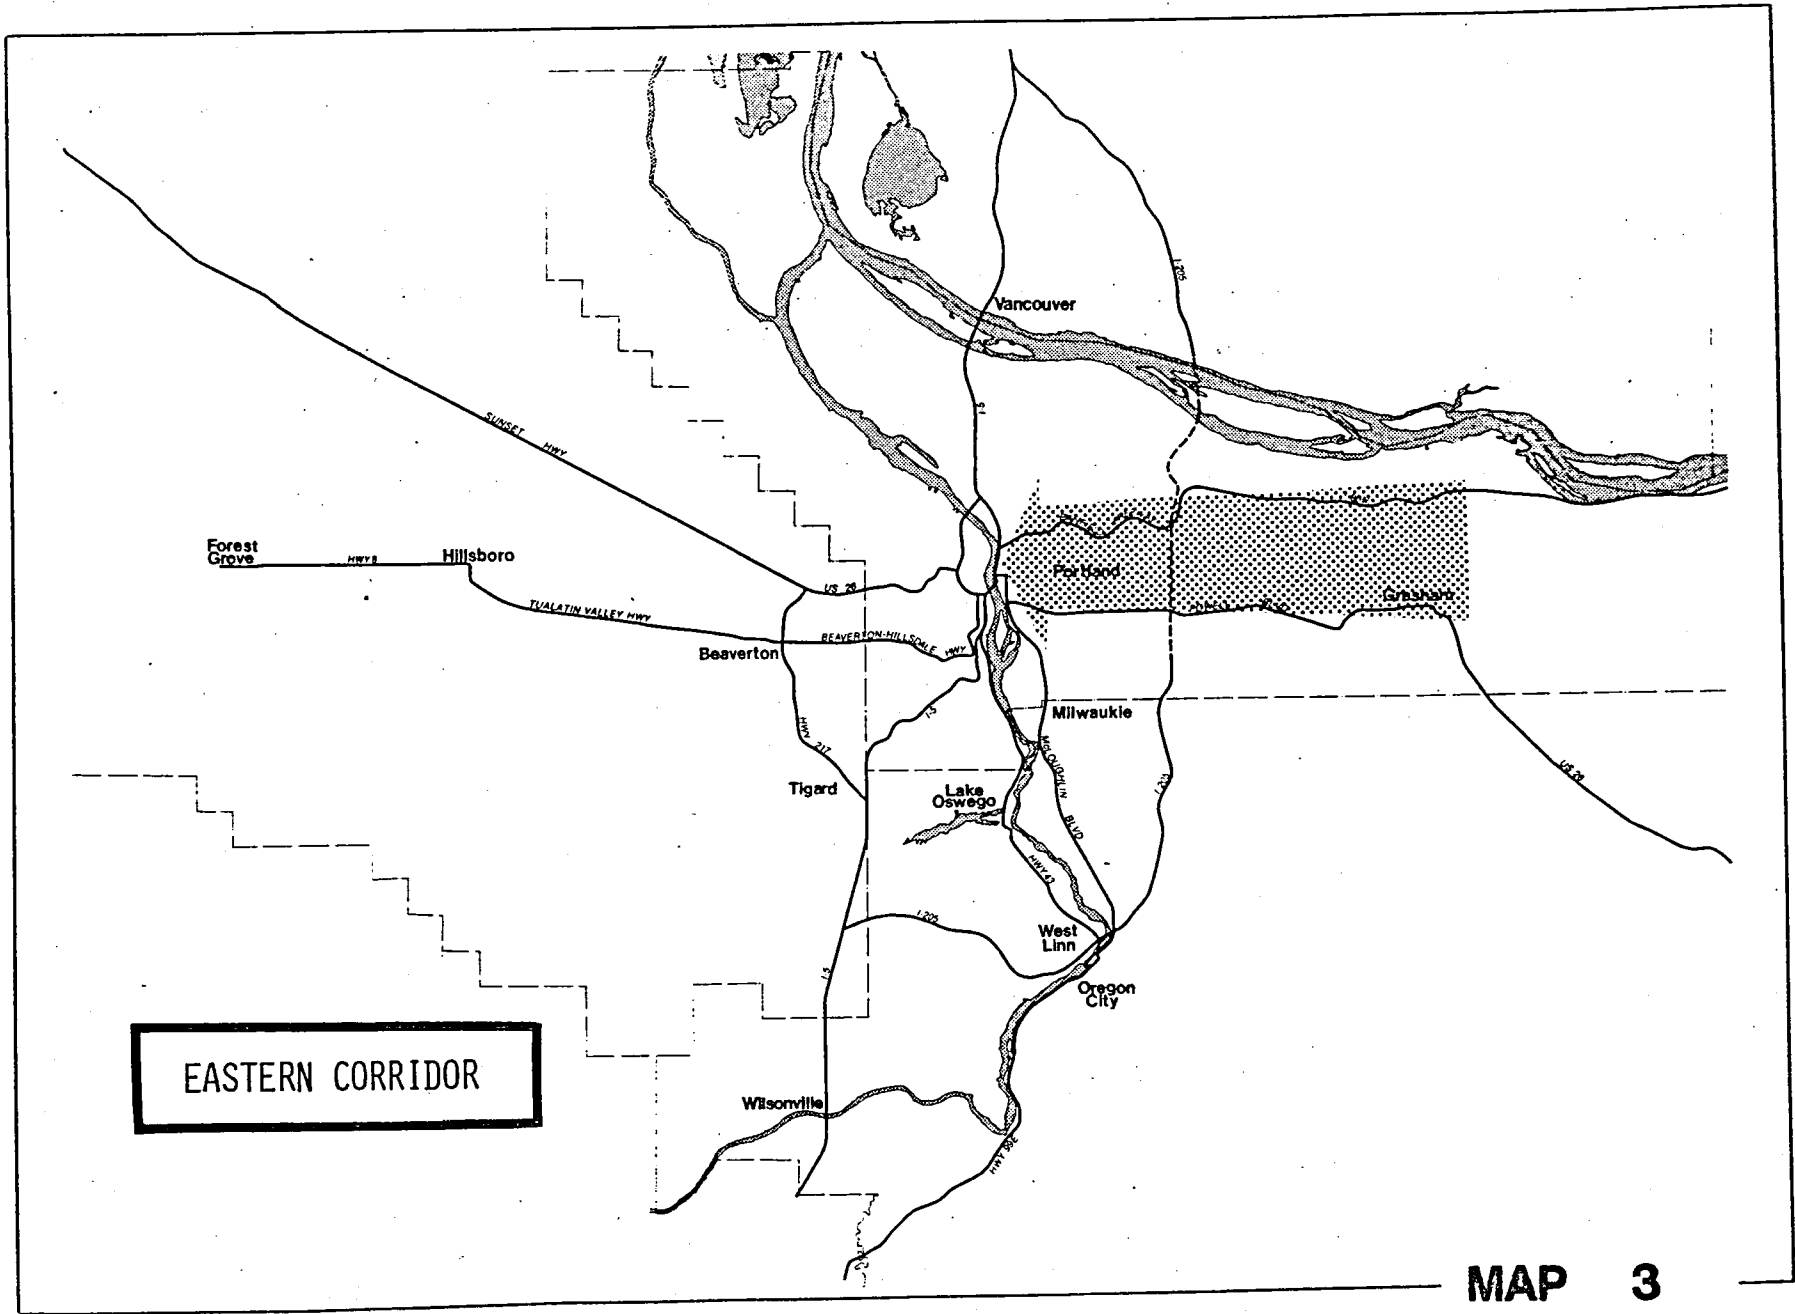 I-205
Vancouver
I-5
SUNSET HWY
Forest
Grove
HWY 8
Hillsboro
Portland
US 26
Gresham
TUALATIN VALLEY HWY
POWELL BLVD
BEAVERTON-HILLSDALE HWY
Beaverton
I-5
Milwaukie
HWY 217
McLOUGHLIN BLVD
US 26
Tigard
Lake
Oswego
I-205
HWY 43
I-205
West
Linn
I-5
Oregon
City
EASTERN CORRIDOR
Wilsonville
HWY 99E
MAP 3